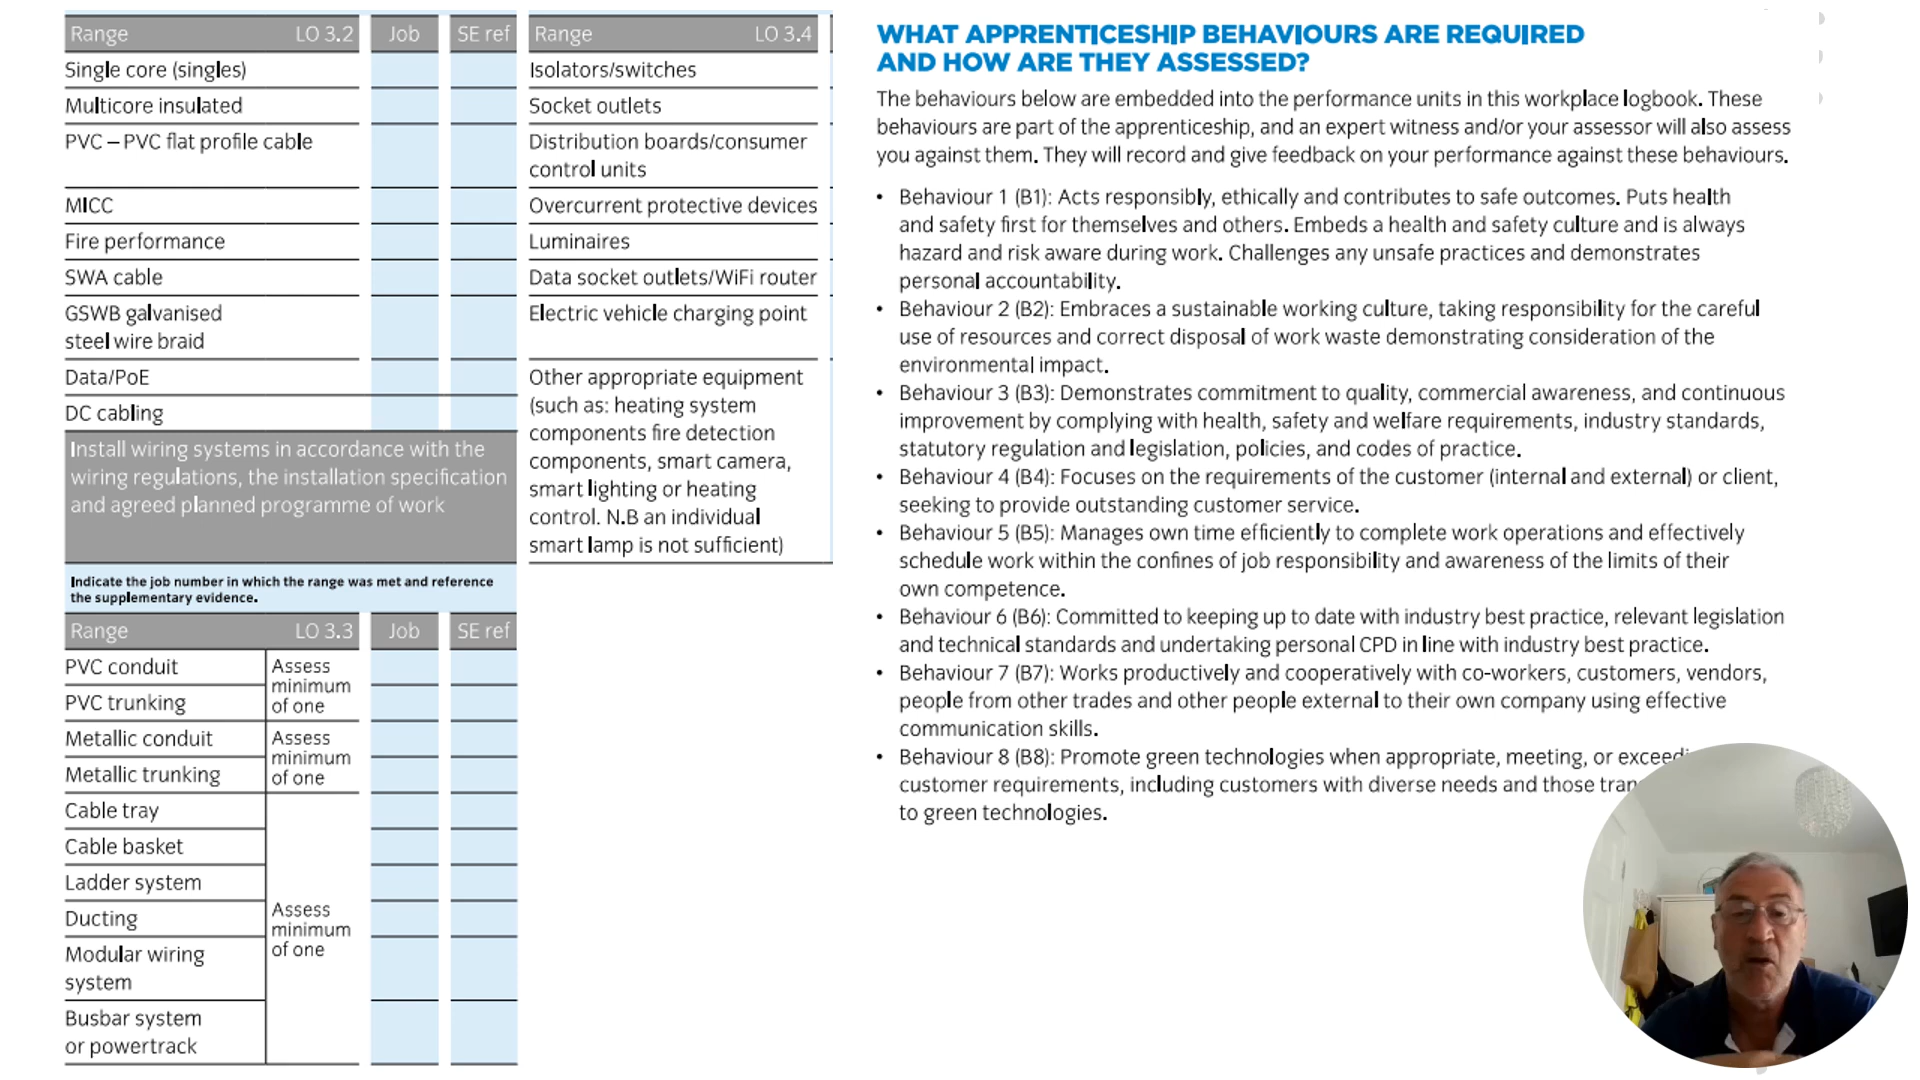 Range LO 3.2 Job SE ref
Single core (singles)
Multicore insulated
PVC – PVC flat profile cable
MICC
Fire performance
SWA cable
GSWB galvanised
steel wire braid
Data/PoE
DC cabling
Install wiring systems in accordance with the
wiring regulations, the installation specification
and agreed planned programme of work
Indicate the job number in which the range was met and reference
the supplementary evidence.
Range LO 3.3 Job SE ref
PVC conduit
PVC trunking
Assess
minimum
of one
Metallic conduit
Metallic trunking
Assess
minimum
of one
Cable tray
Cable basket
Ladder system
Ducting
Modular wiring
system
Busbar system
or powertrack
Assess
minimum
of one
Range LO 3.4
Isolators/switches
Socket outlets
Distribution boards/consumer
control units
Overcurrent protective devices
Luminaires
Data socket outlets/WiFi router
Electric vehicle charging point
Other appropriate equipment
(such as: heating system
components fire detection
components, smart camera,
smart lighting or heating
control. N.B an individual
smart lamp is not sufficient)
WHAT APPRENTICESHIP BEHAVIOURS ARE REQUIRED
AND HOW ARE THEY ASSESSED?
The behaviours below are embedded into the performance units in this workplace logbook. These
behaviours are part of the apprenticeship, and an expert witness and/or your assessor will also assess
you against them. They will record and give feedback on your performance against these behaviours.
• Behaviour 1 (B1): Acts responsibly, ethically and contributes to safe outcomes. Puts health
and safety first for themselves and others. Embeds a health and safety culture and is always
hazard and risk aware during work. Challenges any unsafe practices and demonstrates
personal accountability.
• Behaviour 2 (B2): Embraces a sustainable working culture, taking responsibility for the careful
use of resources and correct disposal of work waste demonstrating consideration of the
environmental impact.
• Behaviour 3 (B3): Demonstrates commitment to quality, commercial awareness, and continuous
improvement by complying with health, safety and welfare requirements, industry standards,
statutory regulation and legislation, policies, and codes of practice.
• Behaviour 4 (B4): Focuses on the requirements of the customer (internal and external) or client,
seeking to provide outstanding customer service.
• Behaviour 5 (B5): Manages own time efficiently to complete work operations and effectively
schedule work within the confines of job responsibility and awareness of the limits of their
own competence.
• Behaviour 6 (B6): Committed to keeping up to date with industry best practice, relevant legislation
and technical standards and undertaking personal CPD in line with industry best practice.
• Behaviour 7 (B7): Works productively and cooperatively with co-workers, customers, vendors,
people from other trades and other people external to their own company using effective
communication skills.
• Behaviour 8 (B8): Promote green technologies when appropriate, meeting, or
customer requirements, including customers with diverse needs and those
to green technologies.